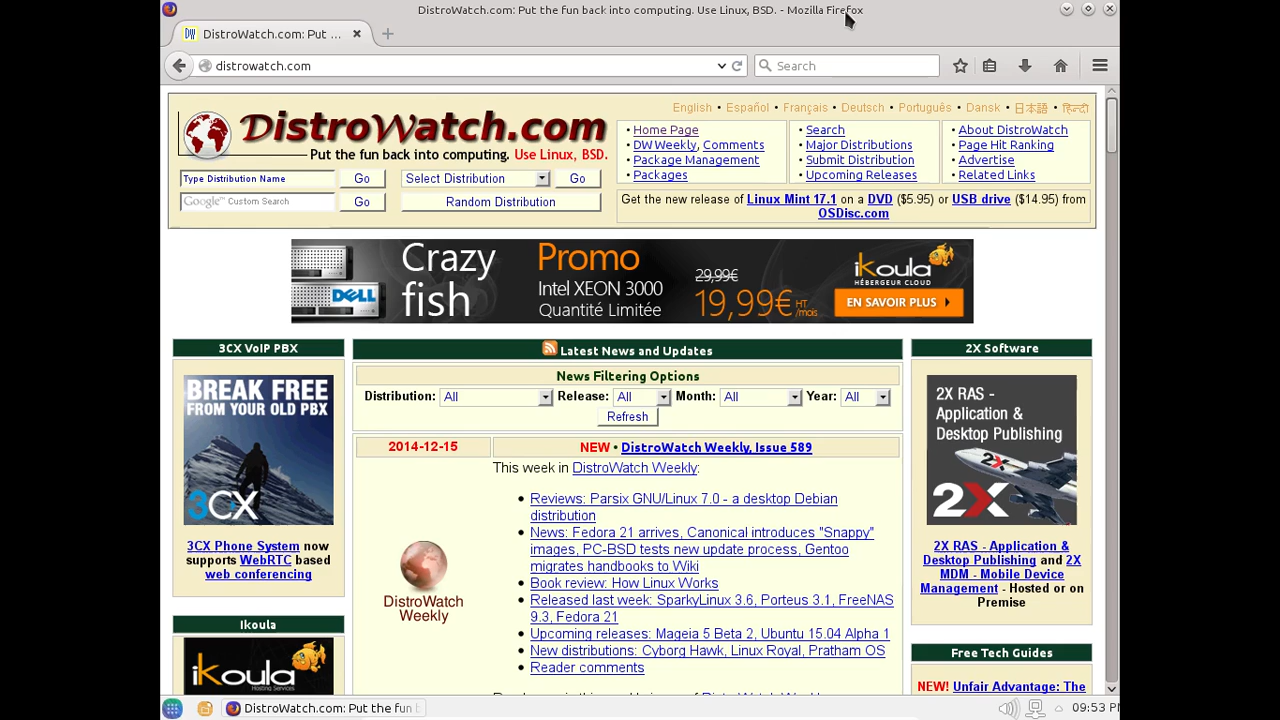 DistroWatch.com: Put the fun back into computing. Use Linux, BSD. - Mozilla Firefox
DW DistroWatch.com: Put ...
distrowatch.com
Search
English • Español • Français • Deutsch • Português • Dansk • 日本語 • हिन्दी
DistroWatch.com
Put the fun back into computing. Use Linux, BSD.
• Home Page
• DW Weekly, Comments
• Package Management
• Packages
• Search
• Major Distributions
• Submit Distribution
• Upcoming Releases
• About DistroWatch
• Page Hit Ranking
• Advertise
• Related Links
Type Distribution Name Go
Select Distribution Go
Google™ Custom Search Go
Random Distribution
Get the new release of Linux Mint 17.1 on a DVD ($5.95) or USB drive ($14.95) from
OSDisc.com
DELL
Crazy
fish
Promo
Intel XEON 3000
Quantité Limitée
29,99€
19,99€ HT /mois
iKoula
HÉBERGEUR CLOUD
EN SAVOIR PLUS
3CX VoIP PBX
BREAK FREE
FROM YOUR OLD PBX
3CX
3CX Phone System now
supports WebRTC based
web conferencing
Ikoula
iKoula
Hosting Services
Latest News and Updates
News Filtering Options
Distribution: All Release: All Month: All Year: All
Refresh
2014-12-15
NEW • DistroWatch Weekly, Issue 589
DistroWatch
Weekly
This week in DistroWatch Weekly:
• Reviews: Parsix GNU/Linux 7.0 - a desktop Debian
distribution
• News: Fedora 21 arrives, Canonical introduces "Snappy"
images, PC-BSD tests new update process, Gentoo
migrates handbooks to Wiki
• Book review: How Linux Works
• Released last week: SparkyLinux 3.6, Porteus 3.1, FreeNAS
9.3, Fedora 21
• Upcoming releases: Mageia 5 Beta 2, Ubuntu 15.04 Alpha 1
• New distributions: Cyborg Hawk, Linux Royal, Pratham OS
• Reader comments
2X Software
2X RAS -
Application &
Desktop Publishing
2X
2X
2X RAS - Application &
Desktop Publishing and 2X
MDM - Mobile Device
Management - Hosted or on
Premise
Free Tech Guides
NEW! Unfair Advantage: The
DistroWatch.com: Put the fun b
09:53